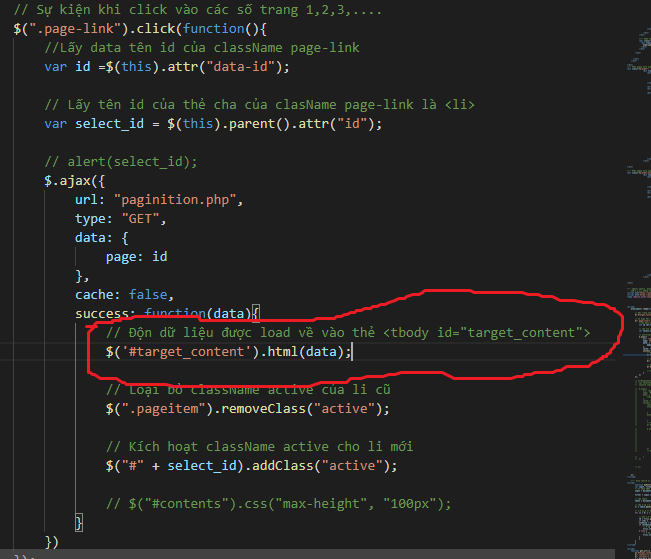 // Sự kiện khi click vào các số trang 1,2,3,....
$(".page-link").click(function(){
//Lấy data tên id của className page-link
var id =$(this).attr("data-id");
// Lấy tên id của thẻ cha của clasName page-link là <li>
var select_id = $(this).parent().attr("id");
// alert(select_id);
$.ajax({
url: "paginition.php",
type: "GET",
data: {
page: id
},
cache: false,
success: function(data){
// Độn dữ liệu được load về vào thẻ <tbody id="target_content">
$('#target_content').html(data);
// Loại bỏ className active của li cũ
$(".pageitem").removeClass("active");
// Kích hoạt className active cho li mới
$("#" + select_id).addClass("active");
// $("#contents").css("max-height", "100px");
}
})
});